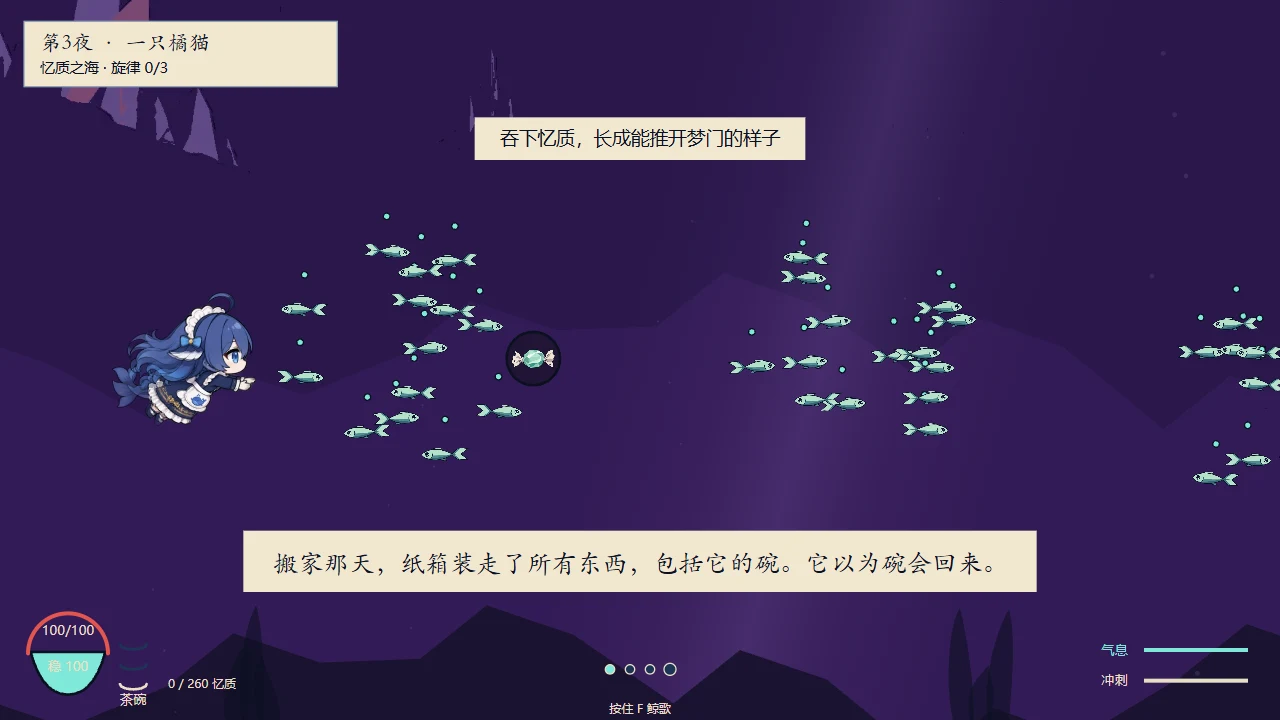 第3夜 · 一只橘猫
忆质之海 · 旋律 0/3
吞下忆质，长成能推开梦门的样子
搬家那天，纸箱装走了所有东西，包括它的碗。它以为碗会回来。
100/100
稳 100
茶碗
0 / 260 忆质
按住 F 鲸歌
气息
冲刺